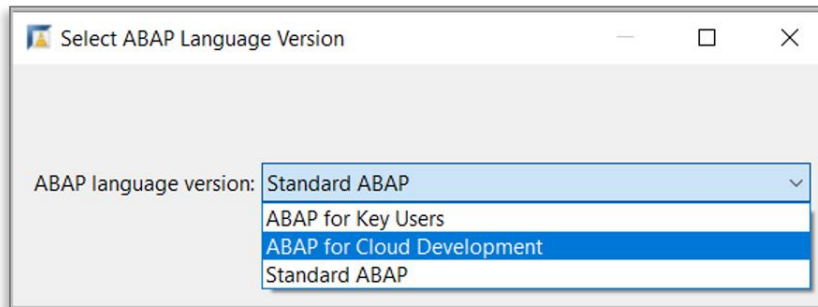 Select ABAP Language Version
ABAP language version: Standard ABAP
ABAP for Key Users
ABAP for Cloud Development
Standard ABAP